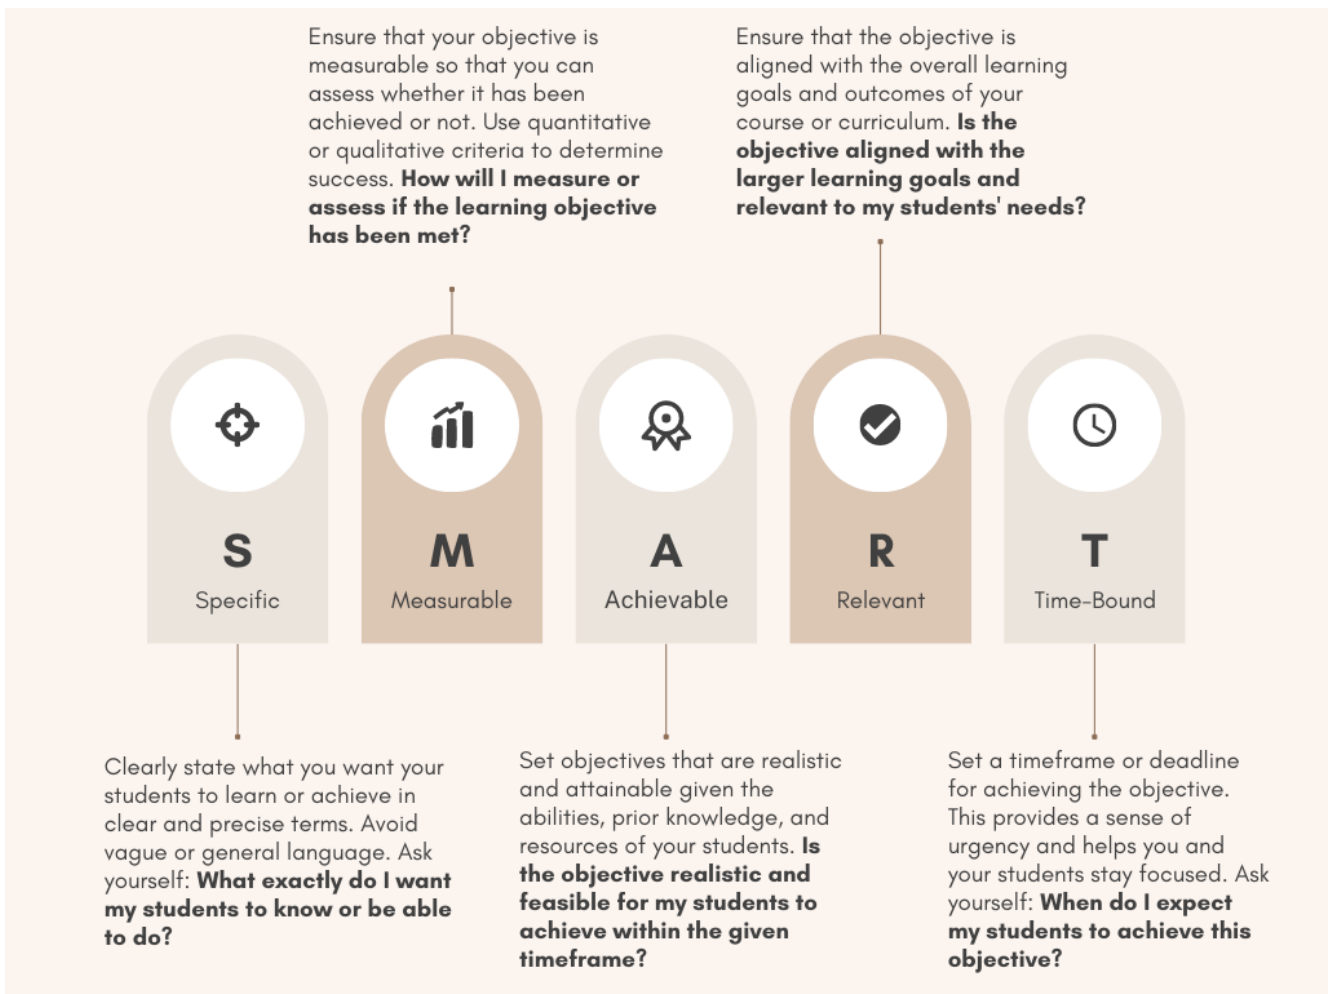 Ensure that your objective is
measurable so that you can
assess whether it has been
achieved or not. Use quantitative
or qualitative criteria to determine
success. How will I measure or
assess if the learning objective
has been met?
Ensure that the objective is
aligned with the overall learning
goals and outcomes of your
course or curriculum. Is the
objective aligned with the
larger learning goals and
relevant to my students' needs?
S
Specific
M
Measurable
A
Achievable
R
Relevant
T
Time-Bound
Clearly state what you want your
students to learn or achieve in
clear and precise terms. Avoid
vague or general language. Ask
yourself: What exactly do I want
my students to know or be able
to do?
Set objectives that are realistic
and attainable given the
abilities, prior knowledge, and
resources of your students. Is
the objective realistic and
feasible for my students to
achieve within the given
timeframe?
Set a timeframe or deadline
for achieving the objective.
This provides a sense of
urgency and helps you and
your students stay focused. Ask
yourself: When do I expect
my students to achieve this
objective?